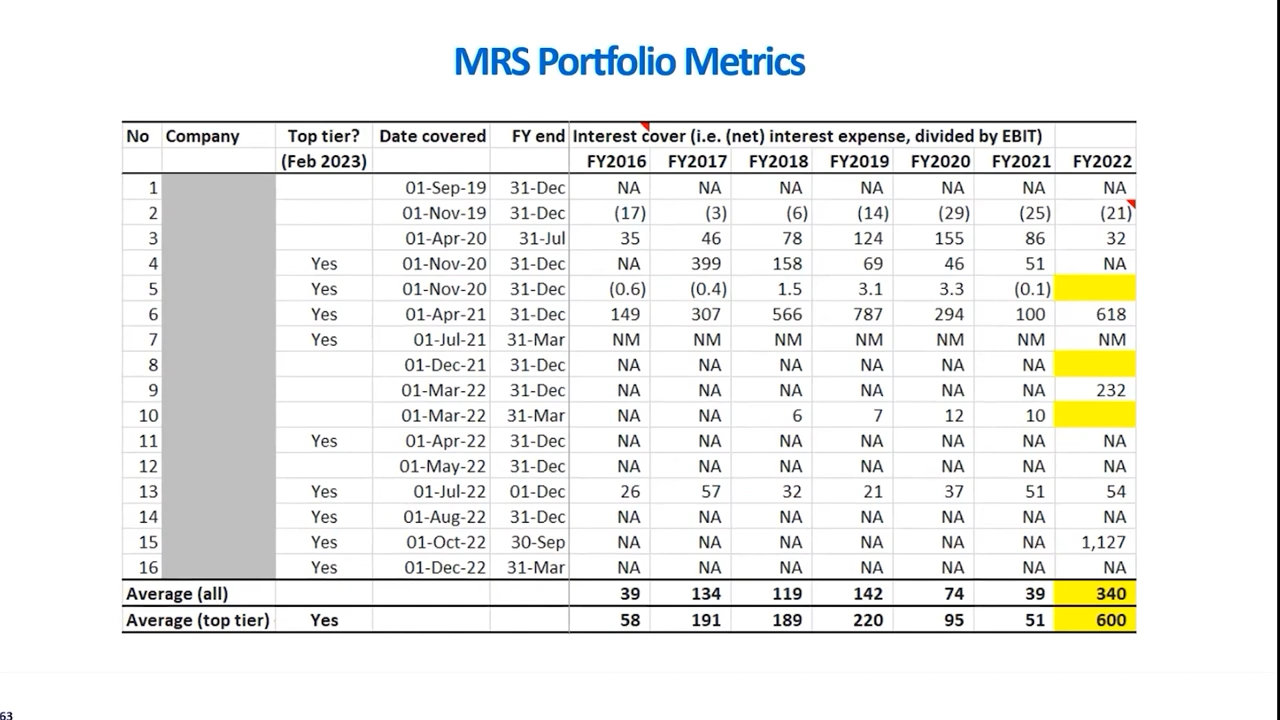 MRS Portfolio Metrics
No Company Top tier? Date covered FY end Interest cover (i.e. (net) interest expense, divided by EBIT)
(Feb 2023) FY2016 FY2017 FY2018 FY2019 FY2020 FY2021 FY2022
1 01-Sep-19 31-Dec NA NA NA NA NA NA NA
2 01-Nov-19 31-Dec (17) (3) (6) (14) (29) (25) (21)
3 01-Apr-20 31-Jul 35 46 78 124 155 86 32
4 Yes 01-Nov-20 31-Dec NA 399 158 69 46 51 NA
5 Yes 01-Nov-20 31-Dec (0.6) (0.4) 1.5 3.1 3.3 (0.1)
6 Yes 01-Apr-21 31-Dec 149 307 566 787 294 100 618
7 Yes 01-Jul-21 31-Mar NM NM NM NM NM NM NM
8 01-Dec-21 31-Dec NA NA NA NA NA NA
9 01-Mar-22 31-Dec NA NA NA NA NA NA 232
10 01-Mar-22 31-Mar NA NA 6 7 12 10
11 Yes 01-Apr-22 31-Dec NA NA NA NA NA NA NA
12 01-May-22 31-Dec NA NA NA NA NA NA NA
13 Yes 01-Jul-22 01-Dec 26 57 32 21 37 51 54
14 Yes 01-Aug-22 31-Dec NA NA NA NA NA NA NA
15 Yes 01-Oct-22 30-Sep NA NA NA NA NA NA 1,127
16 Yes 01-Dec-22 31-Mar NA NA NA NA NA NA NA
Average (all) 39 134 119 142 74 39 340
Average (top tier) Yes 58 191 189 220 95 51 600
63